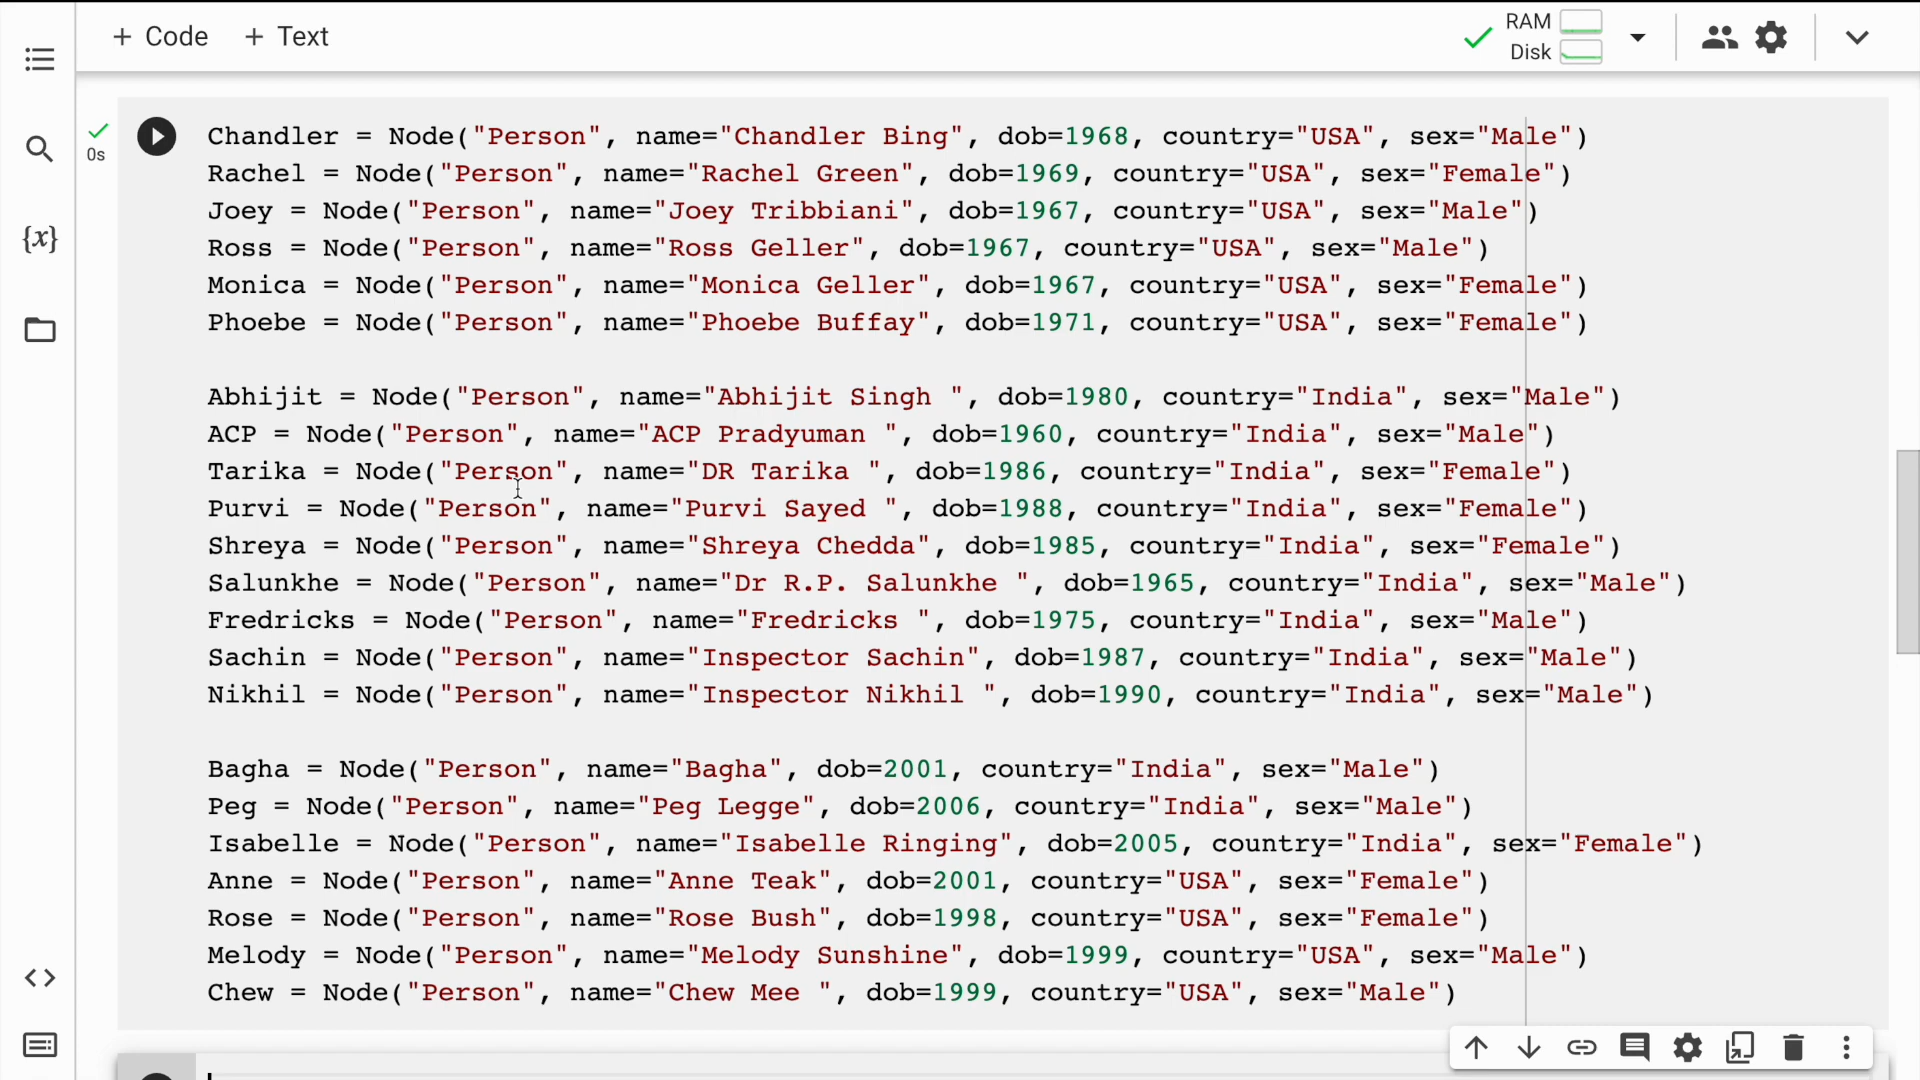 + Code + Text
RAM
Disk
{x}
0s
Chandler = Node("Person", name="Chandler Bing", dob=1968, country="USA", sex="Male")
Rachel = Node("Person", name="Rachel Green", dob=1969, country="USA", sex="Female")
Joey = Node("Person", name="Joey Tribbiani", dob=1967, country="USA", sex="Male")
Ross = Node("Person", name="Ross Geller", dob=1967, country="USA", sex="Male")
Monica = Node("Person", name="Monica Geller", dob=1967, country="USA", sex="Female")
Phoebe = Node("Person", name="Phoebe Buffay", dob=1971, country="USA", sex="Female")
Abhijit = Node("Person", name="Abhijit Singh ", dob=1980, country="India", sex="Male")
ACP = Node("Person", name="ACP Pradyuman ", dob=1960, country="India", sex="Male")
Tarika = Node("Person", name="DR Tarika ", dob=1986, country="India", sex="Female")
Purvi = Node("Person", name="Purvi Sayed ", dob=1988, country="India", sex="Female")
Shreya = Node("Person", name="Shreya Chedda", dob=1985, country="India", sex="Female")
Salunkhe = Node("Person", name="Dr R.P. Salunkhe ", dob=1965, country="India", sex="Male")
Fredricks = Node("Person", name="Fredricks ", dob=1975, country="India", sex="Male")
Sachin = Node("Person", name="Inspector Sachin", dob=1987, country="India", sex="Male")
Nikhil = Node("Person", name="Inspector Nikhil ", dob=1990, country="India", sex="Male")
Bagha = Node("Person", name="Bagha", dob=2001, country="India", sex="Male")
Peg = Node("Person", name="Peg Legge", dob=2006, country="India", sex="Male")
Isabelle = Node("Person", name="Isabelle Ringing", dob=2005, country="India", sex="Female")
Anne = Node("Person", name="Anne Teak", dob=2001, country="USA", sex="Female")
Rose = Node("Person", name="Rose Bush", dob=1998, country="USA", sex="Female")
Melody = Node("Person", name="Melody Sunshine", dob=1999, country="USA", sex="Male")
Chew = Node("Person", name="Chew Mee ", dob=1999, country="USA", sex="Male")